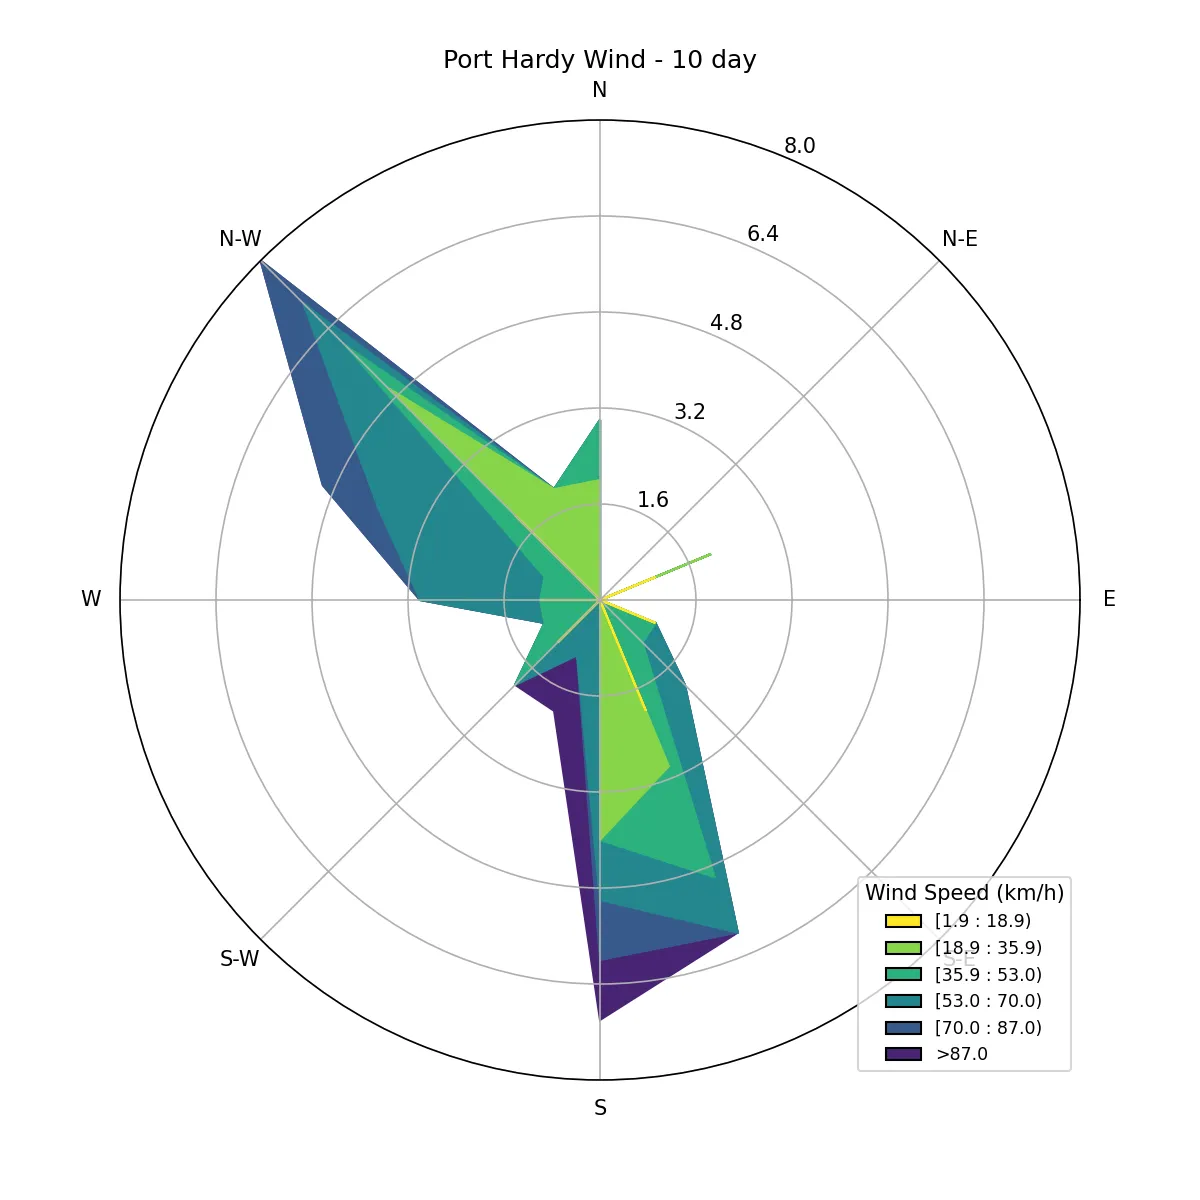 Port Hardy Wind - 10 day
N
8.0
N-W
6.4
N-E
4.8
3.2
1.6
W
E
Wind Speed (km/h)
[1.9 : 18.9)
[18.9 : 35.9)
S-W
S-E
[35.9 : 53.0)
[53.0 : 70.0)
[70.0 : 87.0)
>87.0
S